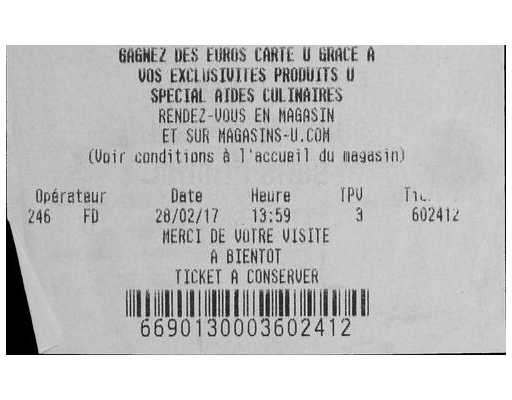 GAGNEZ DES EUROS CARTE U GRACE A
VOS EXCLUSIVITES PRODUITS U
SPECIAL AIDES CULINAIRES
RENDEZ-VOUS EN MAGASIN
ET SUR MAGASINS-U.COM
(Voir conditions à l'accueil du magasin)
Opérateur Date Heure TPV
246 FD 28/02/17 13:59 3 602412
MERCI DE VOTRE VISITE
A BIENTOT
TICKET A CONSERVER
6690130003602412